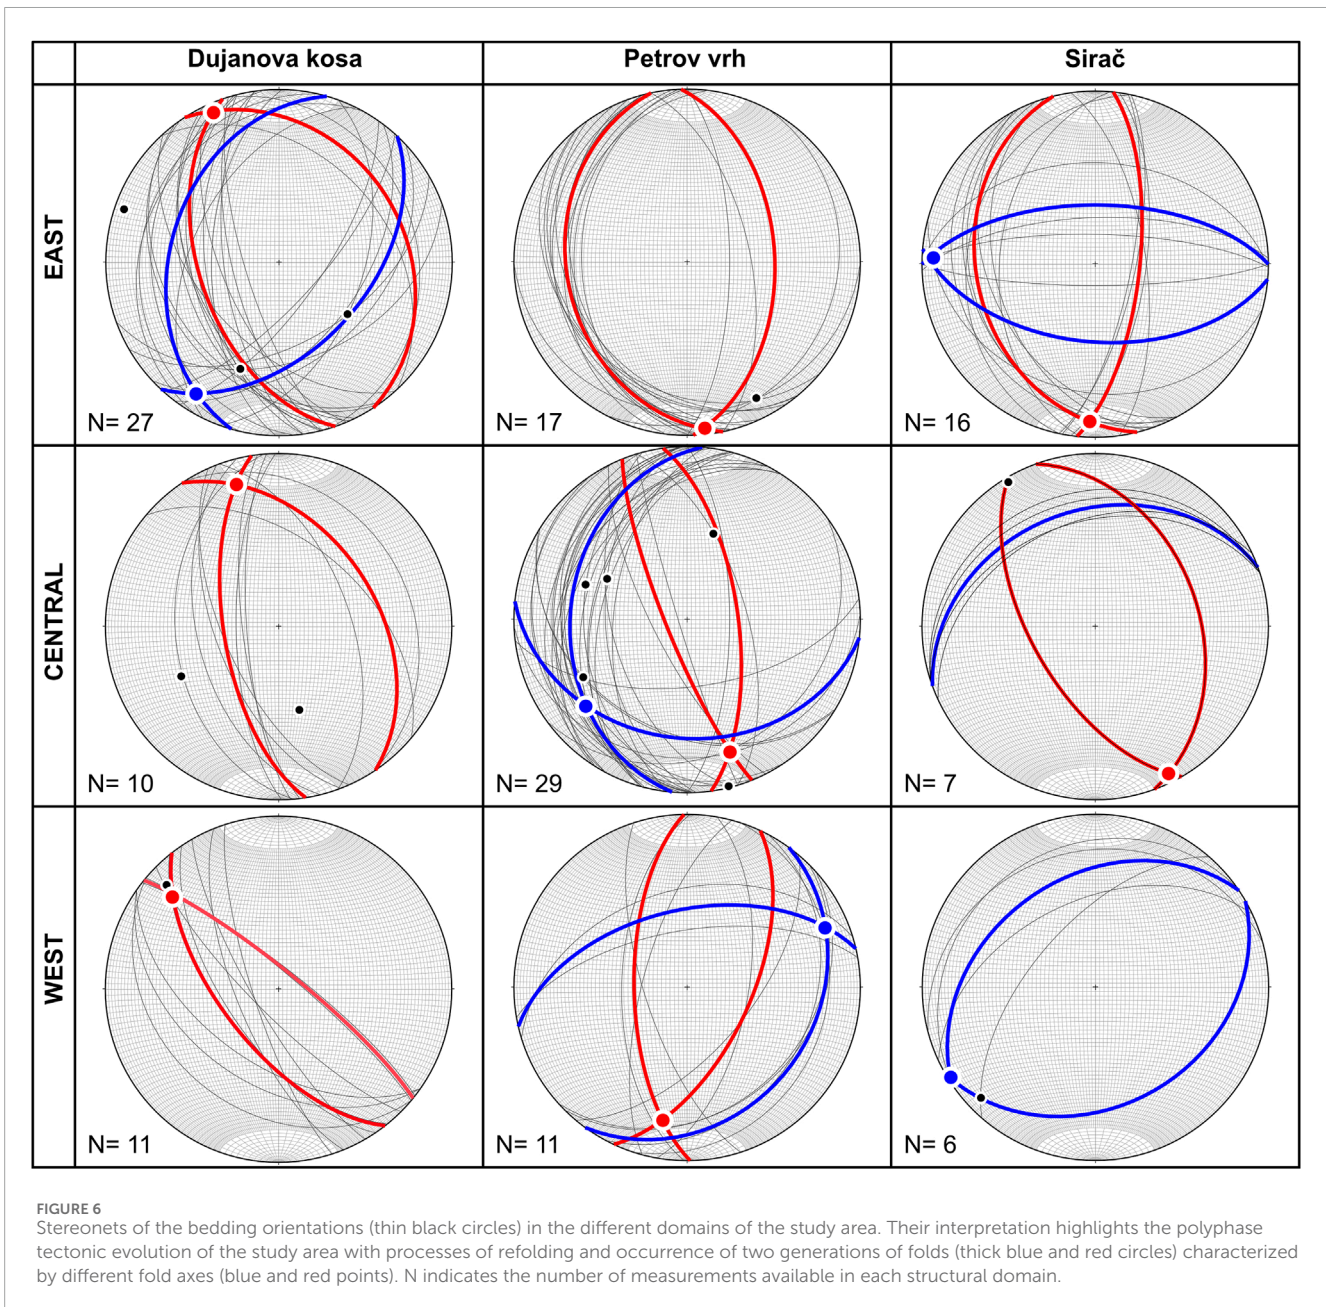 Dujanova kosa
Petrov vrh
Sirač
EAST
N= 27
N= 17
N= 16
CENTRAL
N= 10
N= 29
N= 7
WEST
N= 11
N= 11
N= 6
FIGURE 6
Stereonets of the bedding orientations (thin black circles) in the different domains of the study area. Their interpretation highlights the polyphase
tectonic evolution of the study area with processes of refolding and occurrence of two generations of folds (thick blue and red circles) characterized
by different fold axes (blue and red points). N indicates the number of measurements available in each structural domain.